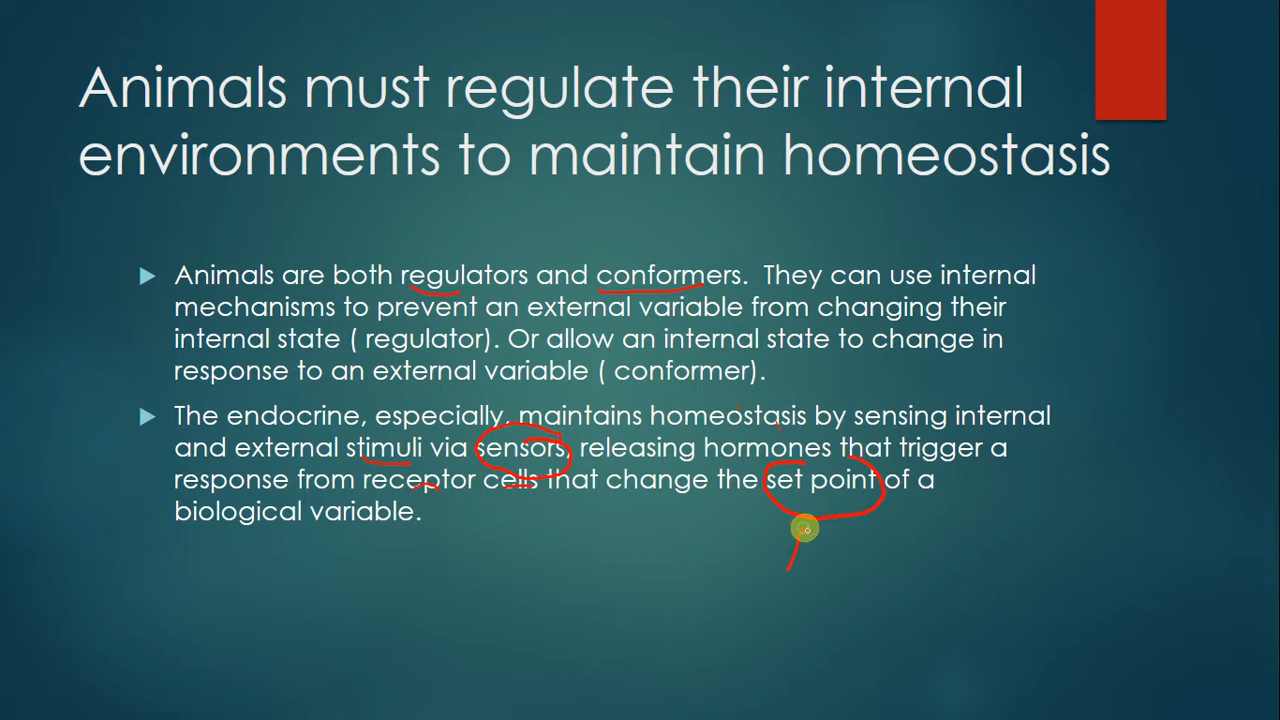 Animals must regulate their internal
environments to maintain homeostasis
Animals are both regulators and conformers. They can use internal
mechanisms to prevent an external variable from changing their
internal state ( regulator). Or allow an internal state to change in
response to an external variable ( conformer).
The endocrine, especially, maintains homeostasis by sensing internal
and external stimuli via sensors, releasing hormones that trigger a
response from receptor cells that change the set point of a
biological variable.